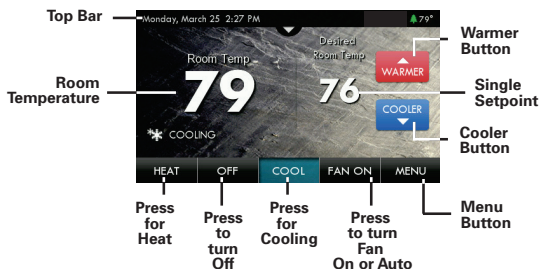 Top Bar
Monday, March 25 2:27 PM
79°
Warmer
Button
Desired
Room Temp
Room Temp
WARMER
Room
Temperature
79
76
Single
Setpoint
COOLER
COOLING
Cooler
Button
HEAT OFF COOL FAN ON MENU
Press
for
Heat
Press
to
turn
Off
Press
for
Cooling
Press
to turn
Fan
On or Auto
Menu
Button